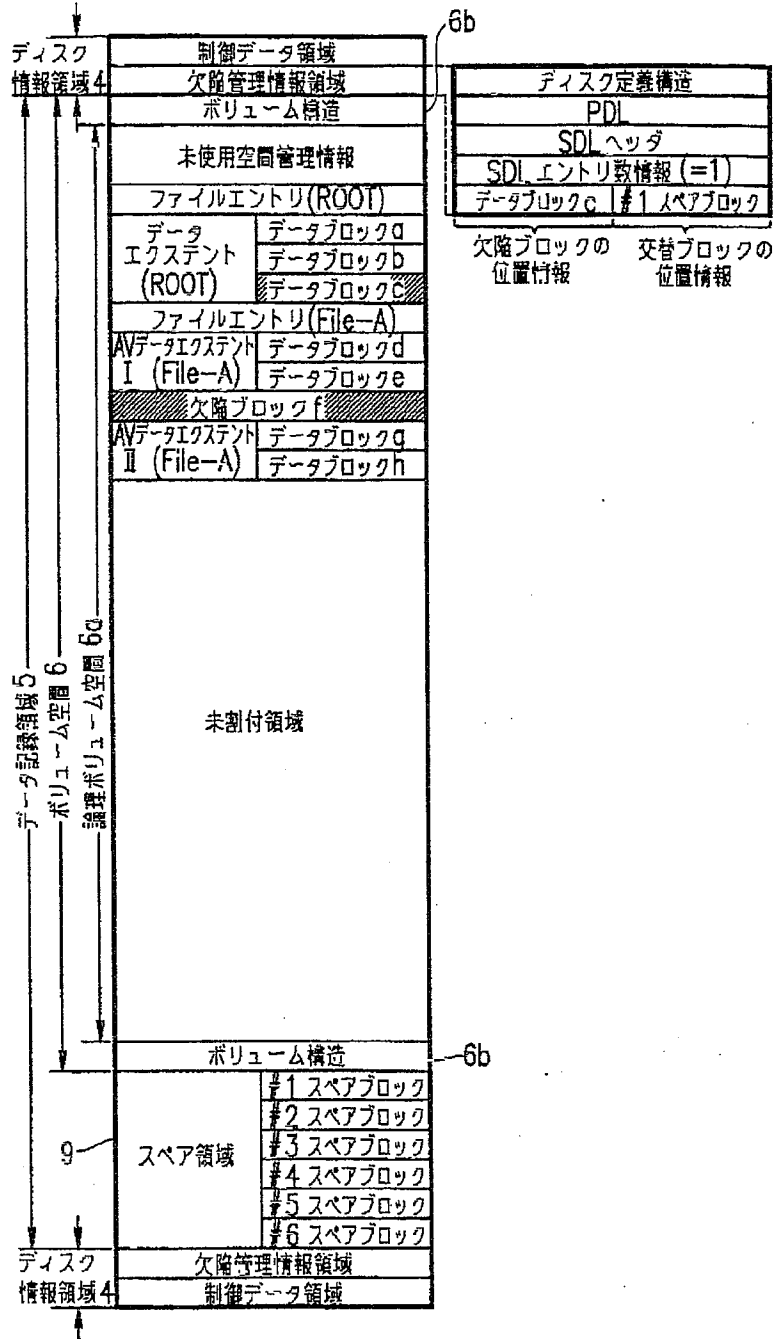 6b
ディスク
情報領域4
制御データ領域
欠陥管理情報領域
ボリューム構造
未使用空間管理情報
ファイルエントリ(ROOT)
データ
エクステント
(ROOT)
データブロックa
データブロックb
データブロックc
ファイルエントリ(File-A)
AVデータエクステント
I (File-A)
データブロックd
データブロックe
欠陥ブロックf
AVデータエクステント
II (File-A)
データブロックg
データブロックh
未割付領域
ボリューム構造
6b
スペア領域
#1 スペアブロック
#2 スペアブロック
#3 スペアブロック
#4 スペアブロック
#5 スペアブロック
#6 スペアブロック
9
ディスク
情報領域4
欠陥管理情報領域
制御データ領域
データ記録領域5
ボリューム空間6
論理ボリューム空間6a
ディスク定義構造
PDL
SDLヘッダ
SDLエントリ数情報(=1)
データブロックc
#1 スペアブロック
欠陥ブロックの
位置情報
交替ブロックの
位置情報